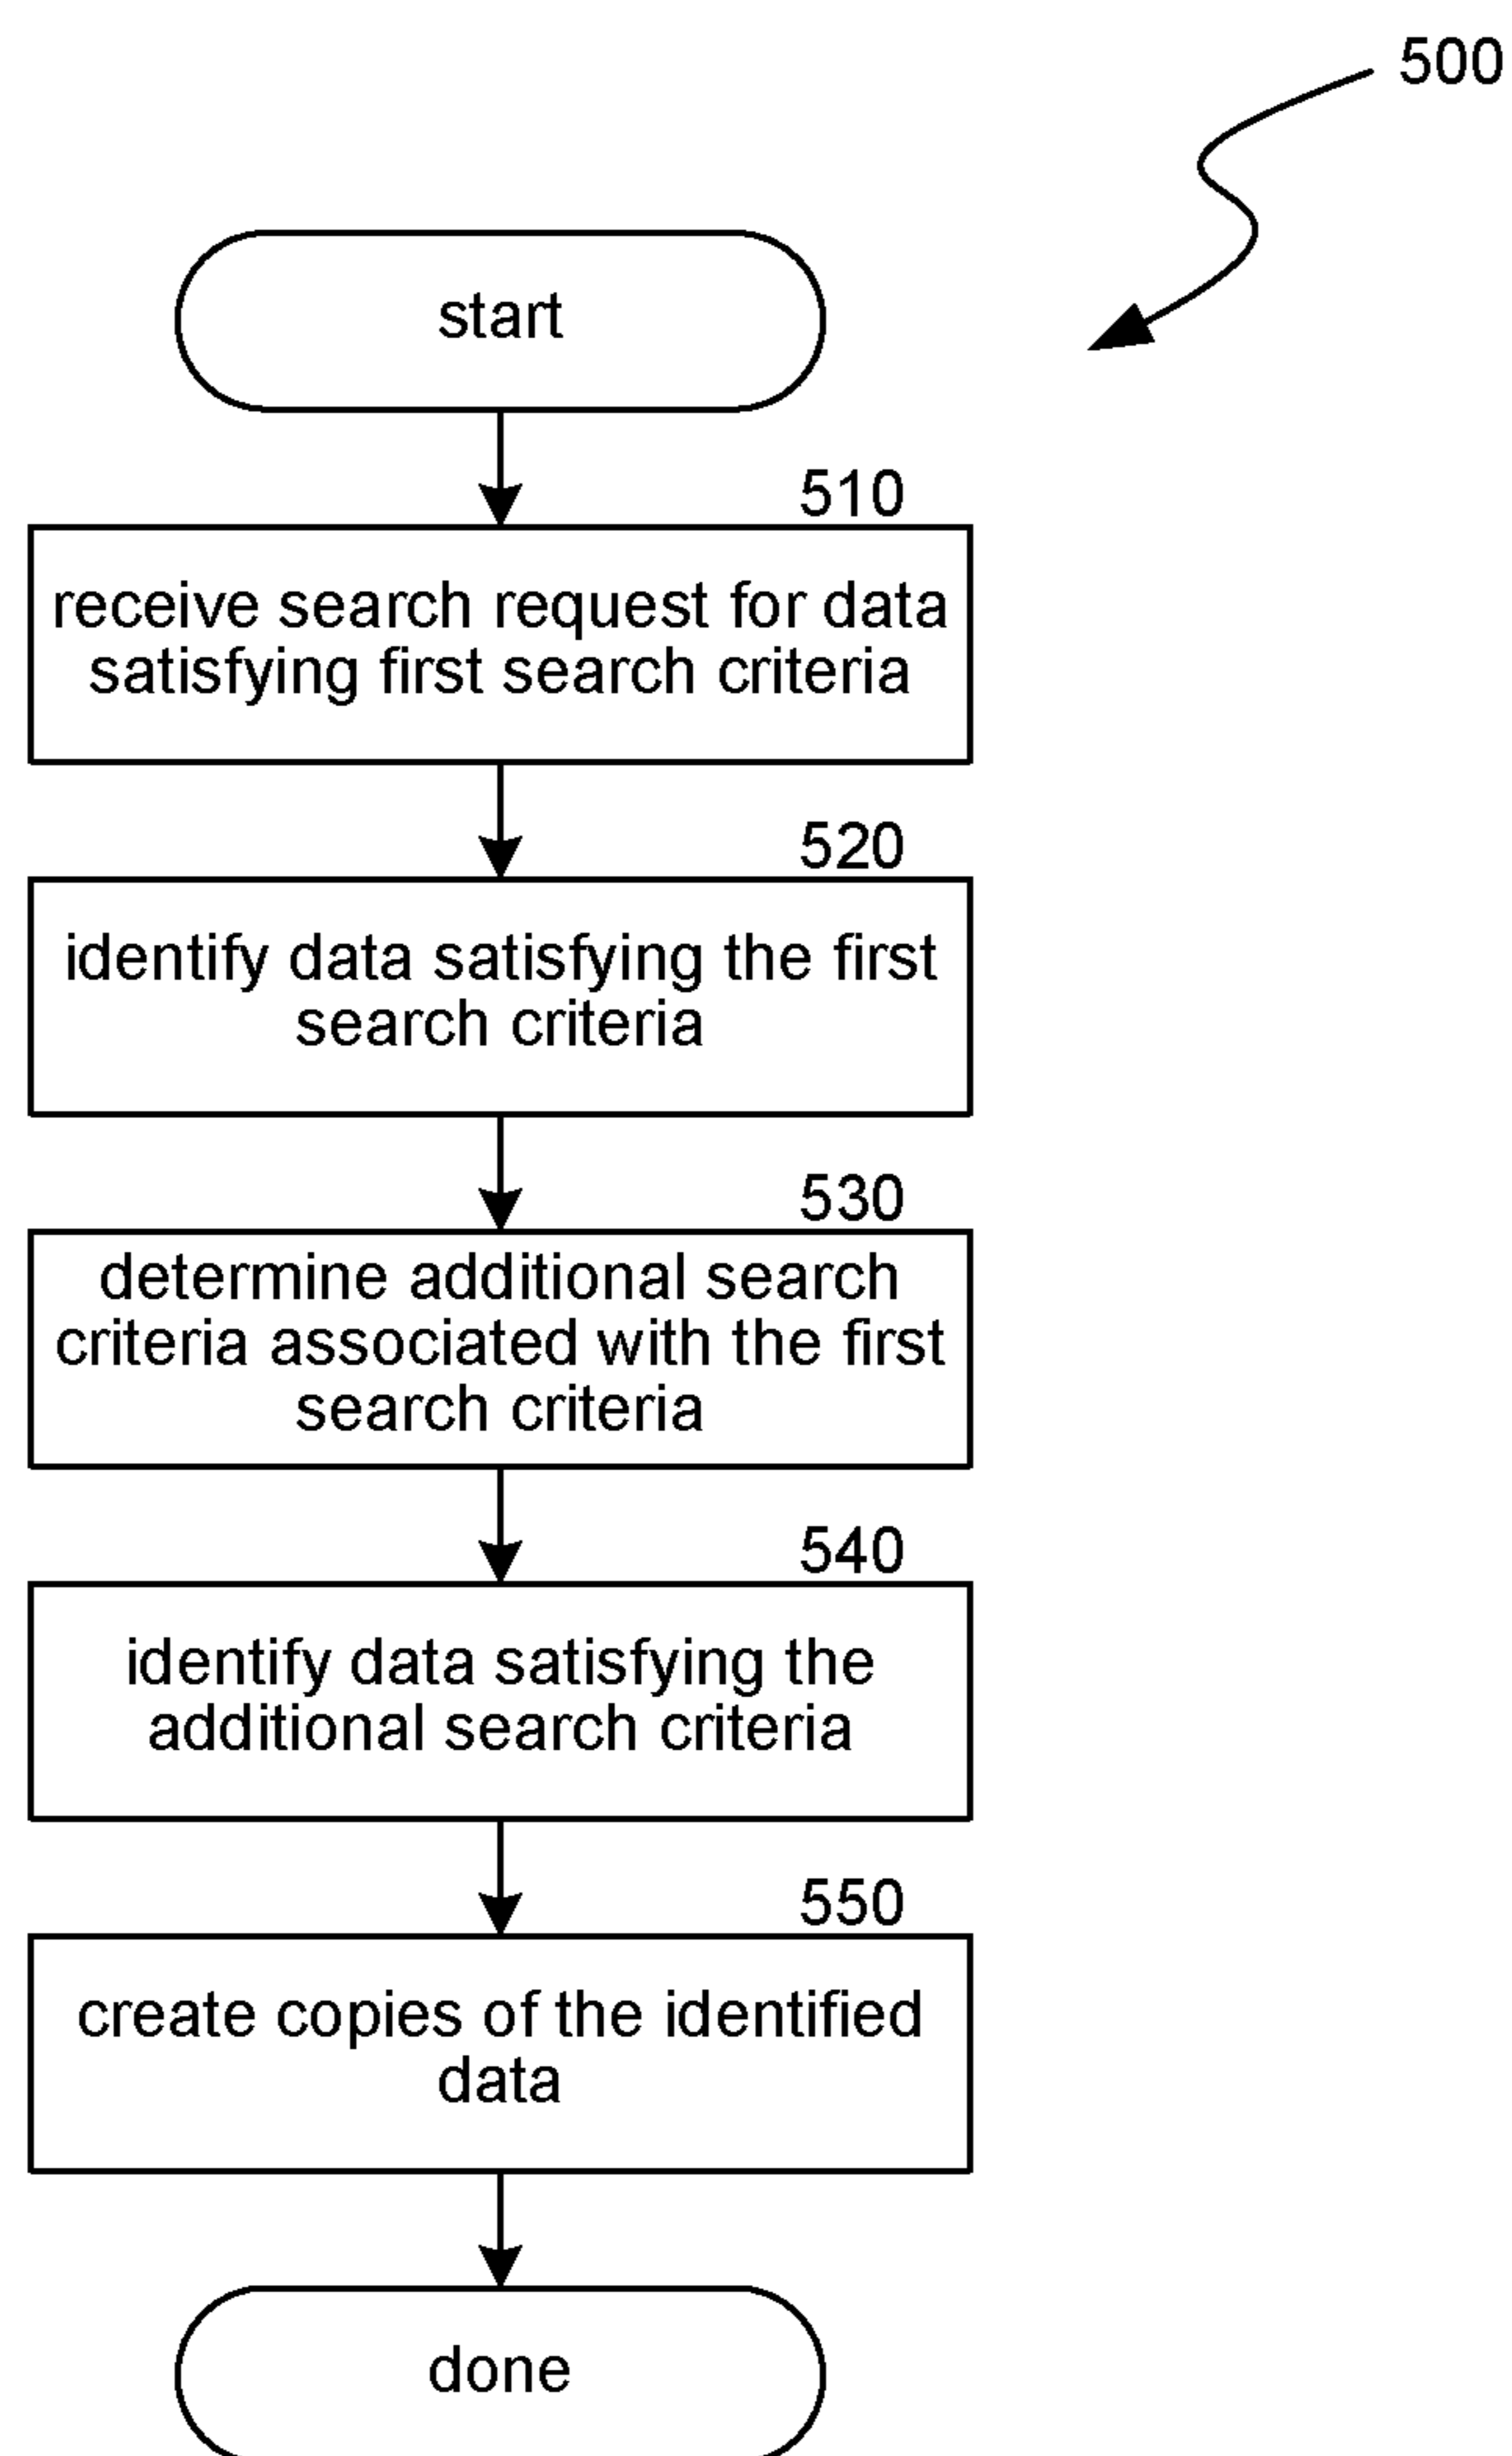 500
start
510
receive search request for data
satisfying first search criteria
520
identify data satisfying the first
search criteria
530
determine additional search
criteria associated with the first
search criteria
540
identify data satisfying the
additional search criteria
550
create copies of the identified
data
done